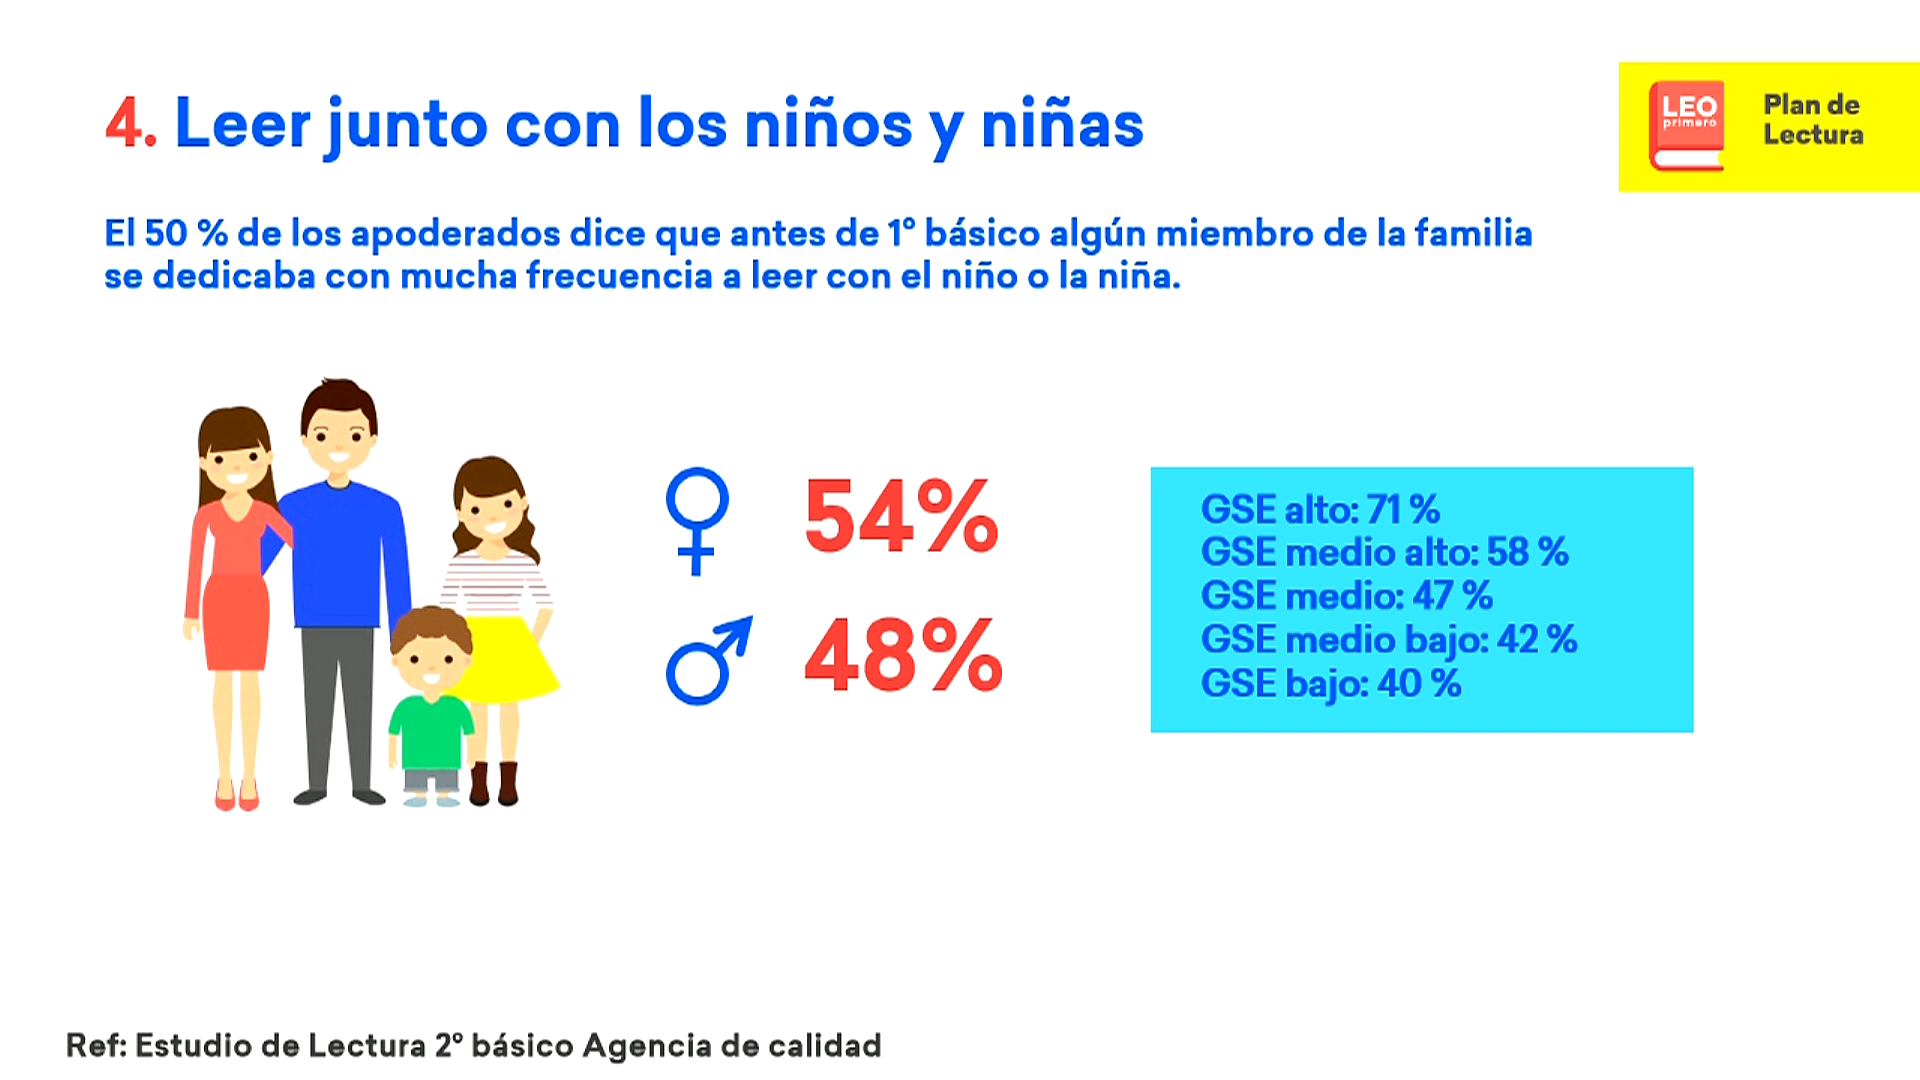 4. Leer junto con los niños y niñas
LEO
primero
Plan de
Lectura
El 50 % de los apoderados dice que antes de 1° básico algún miembro de la familia
se dedicaba con mucha frecuencia a leer con el niño o la niña.
54%
48%
GSE alto: 71 %
GSE medio alto: 58 %
GSE medio: 47 %
GSE medio bajo: 42 %
GSE bajo: 40 %
Ref: Estudio de Lectura 2° básico Agencia de calidad